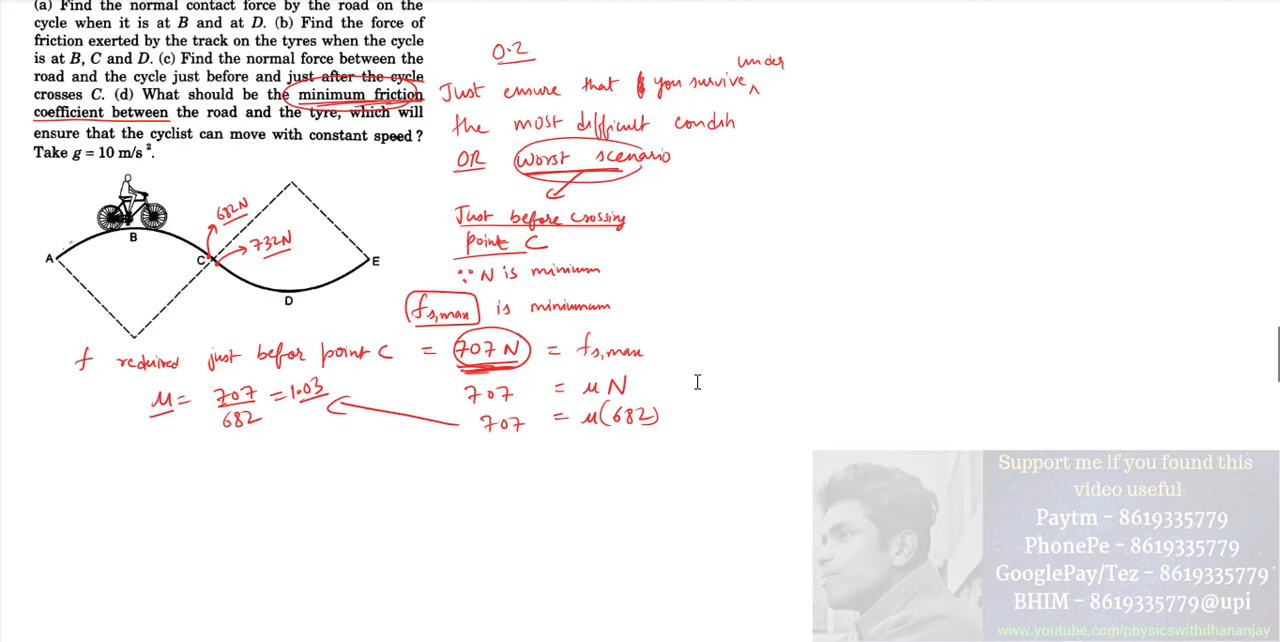 (a) Find the normal contact force by the road on the
cycle when it is at B and at D. (b) Find the force of
friction exerted by the track on the tyres when the cycle
is at B, C and D. (c) Find the normal force between the
road and the cycle just before and just after the cycle
crosses C. (d) What should be the minimum friction
coefficient between the road and the tyre, which will
ensure that the cyclist can move with constant speed ?
Take g = 10 m/s ².
0.2
under
Just ensure that you survive ^
the most difficult condn
OR worst scenario
682N
732N
A
B
C
D
E
Just before crossing
point C
∵ N is minimum
fs,max is miniumum
f required just befor point C = 707 N = fs,max
μ = 707/682 = 1.03
707 = μN
707 = μ(682)
Support me if you found this
video useful
Paytm - 8619335779
PhonePe - 8619335779
GooglePay/Tez - 8619335779
BHIM - 8619335779@upi
www.youtube.com/physicswithdhananjay